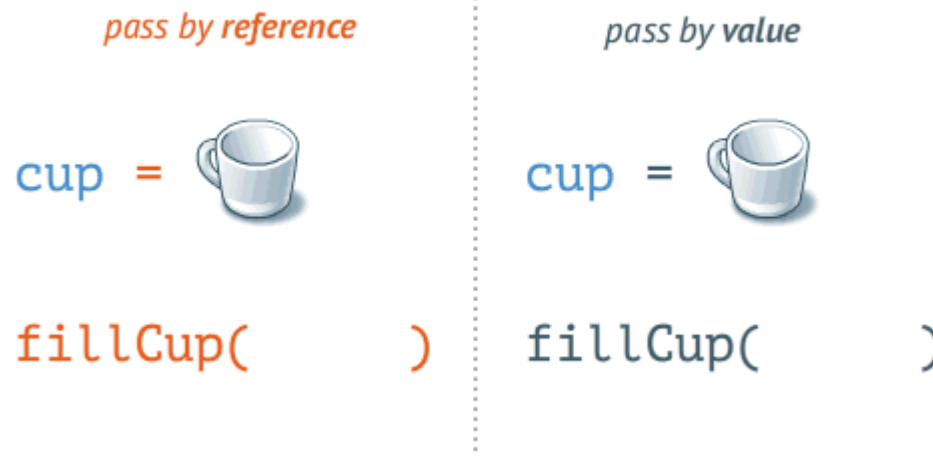 pass by reference
cup =
fillCup( )
pass by value
cup =
fillCup( )